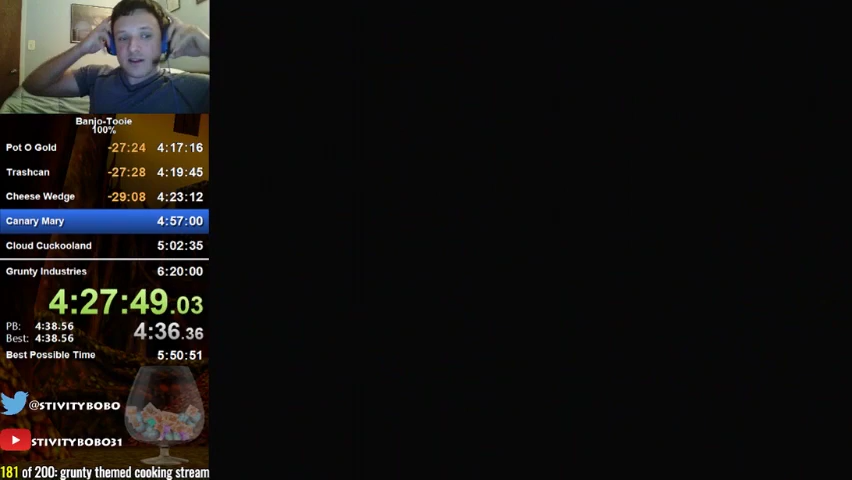 Banjo-Tooie
100%
Pot O Gold -27:24 4:17:16
Trashcan -27:28 4:19:45
Cheese Wedge -29:08 4:23:12
Canary Mary 4:57:00
Cloud Cuckooland 5:02:35
Grunty Industries 6:20:00
4:27:49.03
PB: 4:38.56 4:36.36
Best: 4:38.56
Best Possible Time 5:50:51
@STIVITYBOBO
STIVITYBOBO31
181 of 200: grunty themed cooking stream